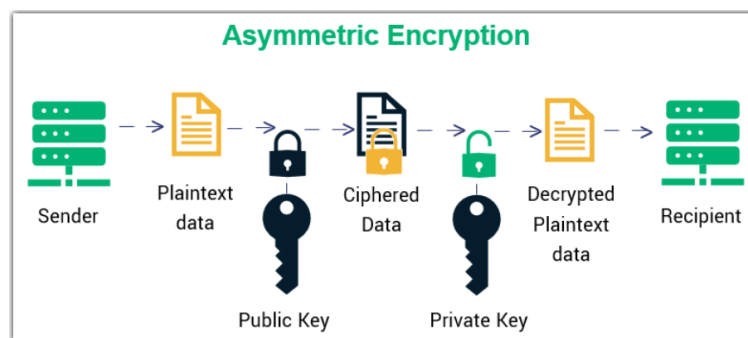 Asymmetric Encryption
Sender
Plaintext
data
Public Key
Ciphered
Data
Private Key
Decrypted
Plaintext
data
Recipient